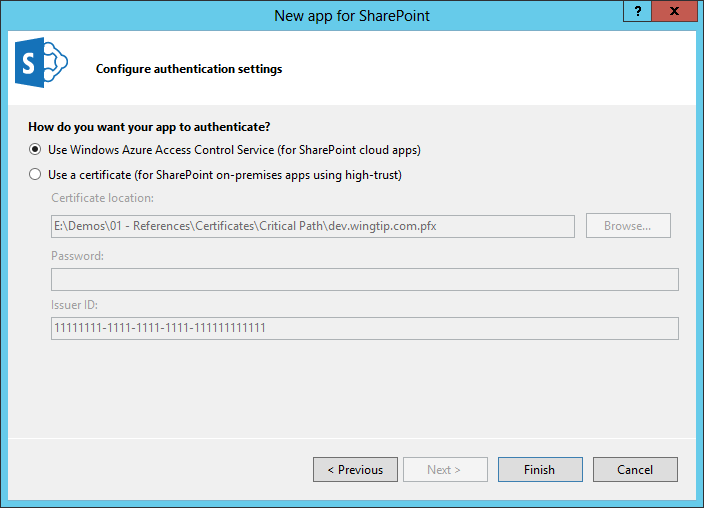 New app for SharePoint
?
x
S
Configure authentication settings
How do you want your app to authenticate?
Use Windows Azure Access Control Service (for SharePoint cloud apps)
Use a certificate (for SharePoint on-premises apps using high-trust)
Certificate location:
E:\Demos\01 - References\Certificates\Critical Path\dev.wingtip.com.pfx Browse...
Password:
Issuer ID:
11111111-1111-1111-1111-111111111111
< Previous Next > Finish Cancel